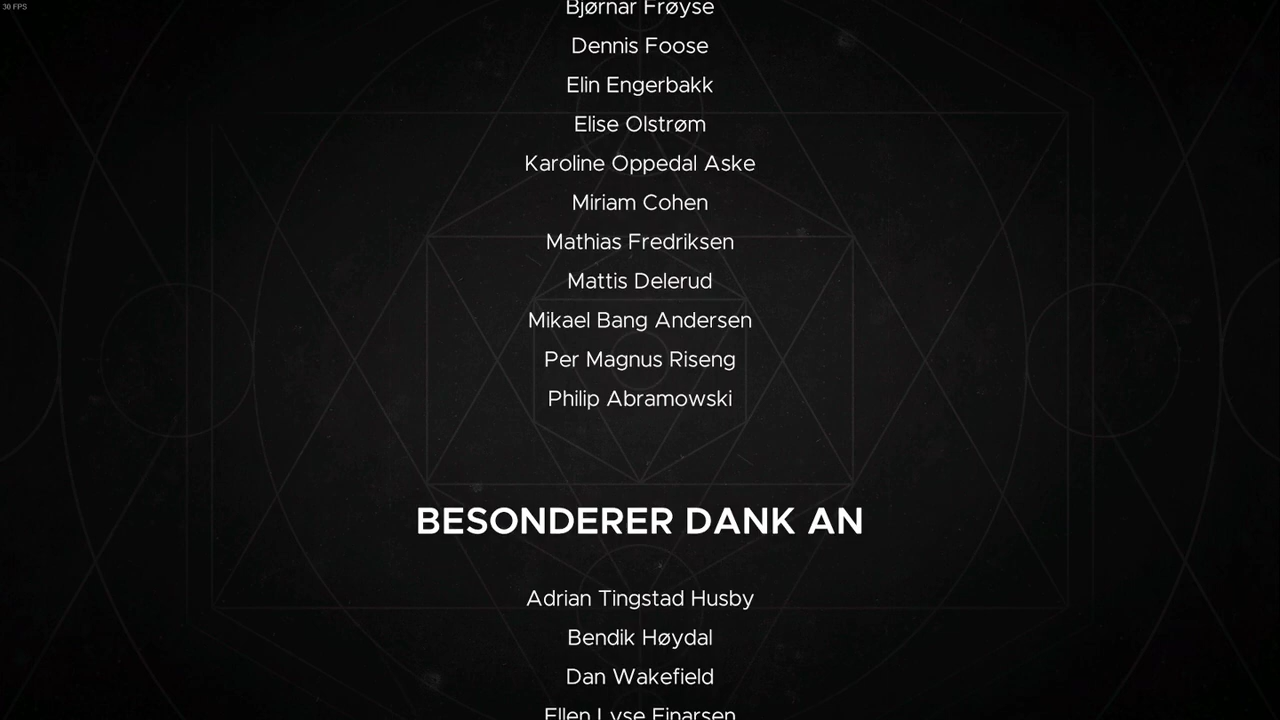 30 FPS
Bjørnar Frøyse
Dennis Foose
Elin Engerbakk
Elise Olstrøm
Karoline Oppedal Aske
Miriam Cohen
Mathias Fredriksen
Mattis Delerud
Mikael Bang Andersen
Per Magnus Riseng
Philip Abramowski
BESONDERER DANK AN
Adrian Tingstad Husby
Bendik Høydal
Dan Wakefield
Ellen Lyse Einarsen